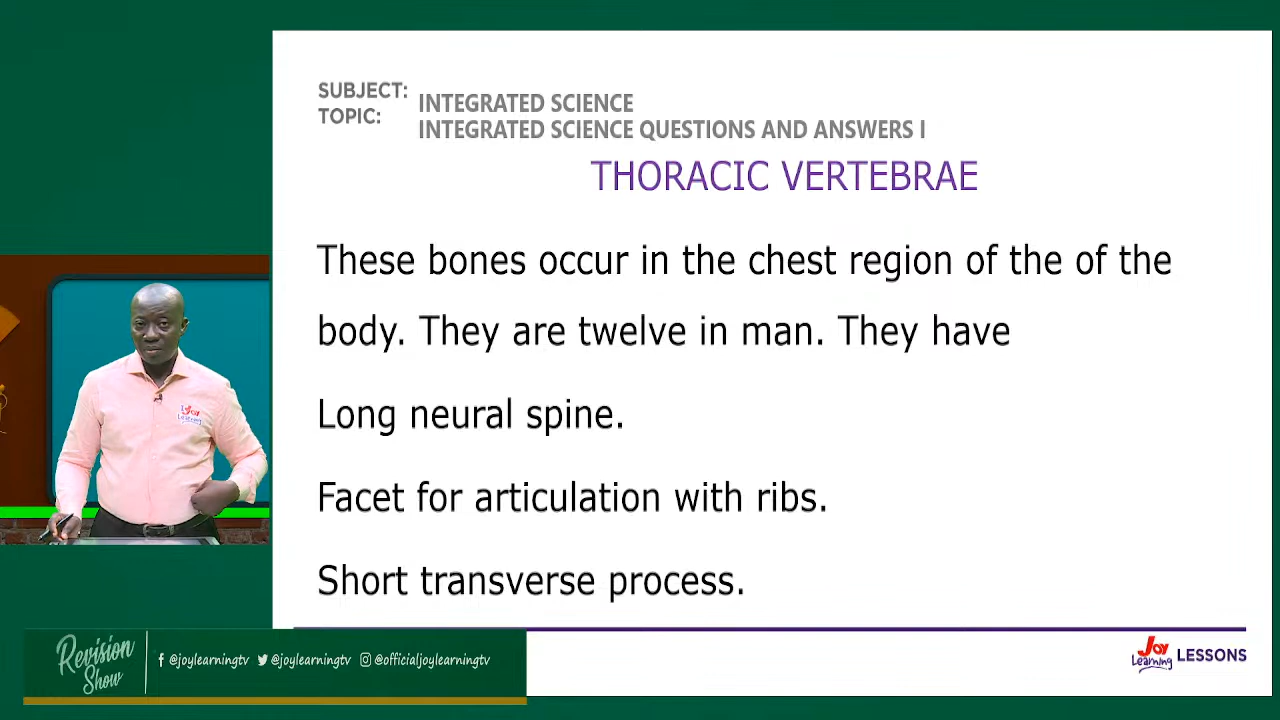 SUBJECT:
INTEGRATED SCIENCE
TOPIC:
INTEGRATED SCIENCE QUESTIONS AND ANSWERS I
THORACIC VERTEBRAE
These bones occur in the chest region of the of the
body. They are twelve in man. They have
Long neural spine.
Facet for articulation with ribs.
Short transverse process.
Joy
Learning
Revision
Show
@joylearningtv @joylearningtv @officialjoylearningtv
Joy
Learning LESSONS